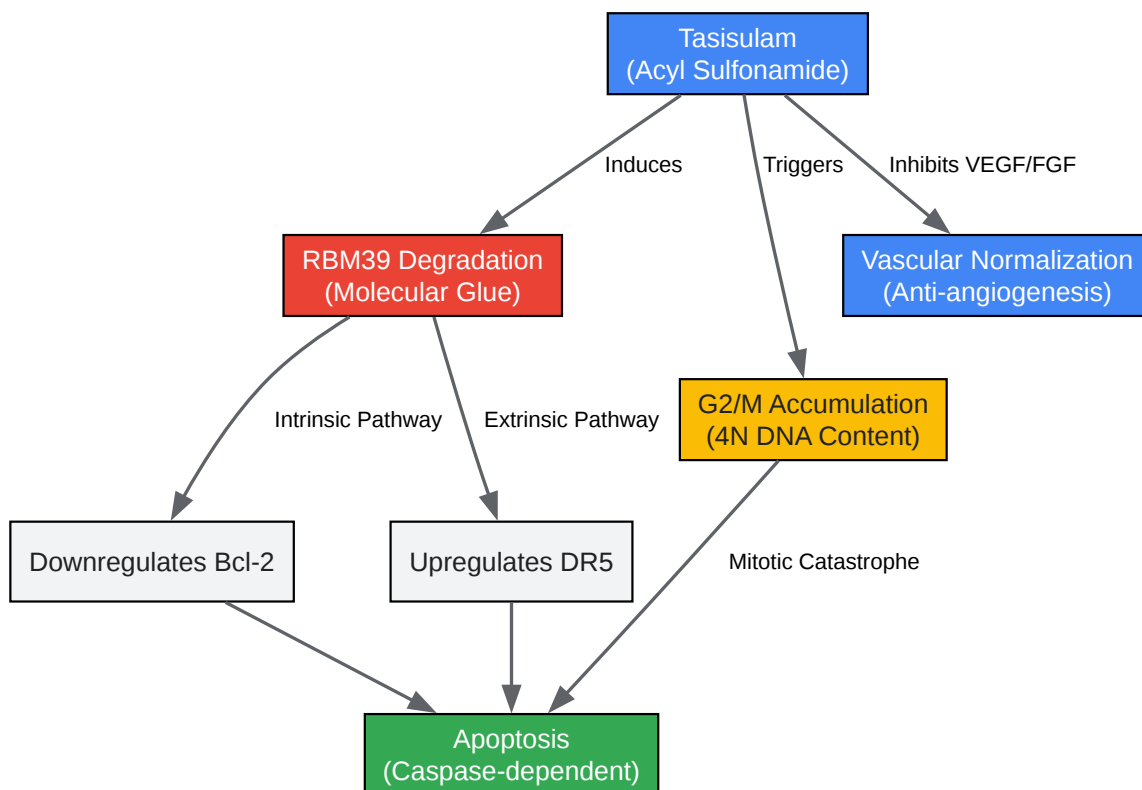 Tasisulam
(Acyl Sulfonamide)
Induces
Triggers
Inhibits VEGF/FGF
RBM39 Degradation
(Molecular Glue)
Vascular Normalization
(Anti-angiogenesis)
Intrinsic Pathway
Extrinsic Pathway
G2/M Accumulation
(4N DNA Content)
Downregulates Bcl-2
Upregulates DR5
Mitotic Catastrophe
Apoptosis
(Caspase-dependent)